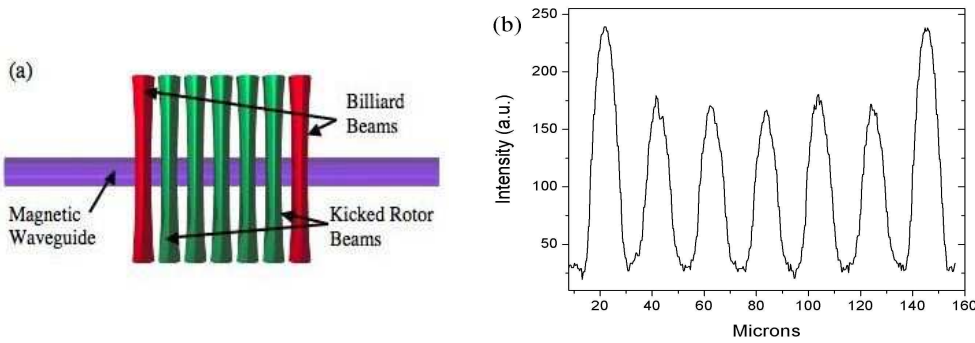 (a)
Billiard
Beams
Magnetic
Waveguide
Kicked Rotor
Beams
(b)
250
200
150
100
50
Intensity (a.u.)
20 40 60 80 100 120 140 160
Microns